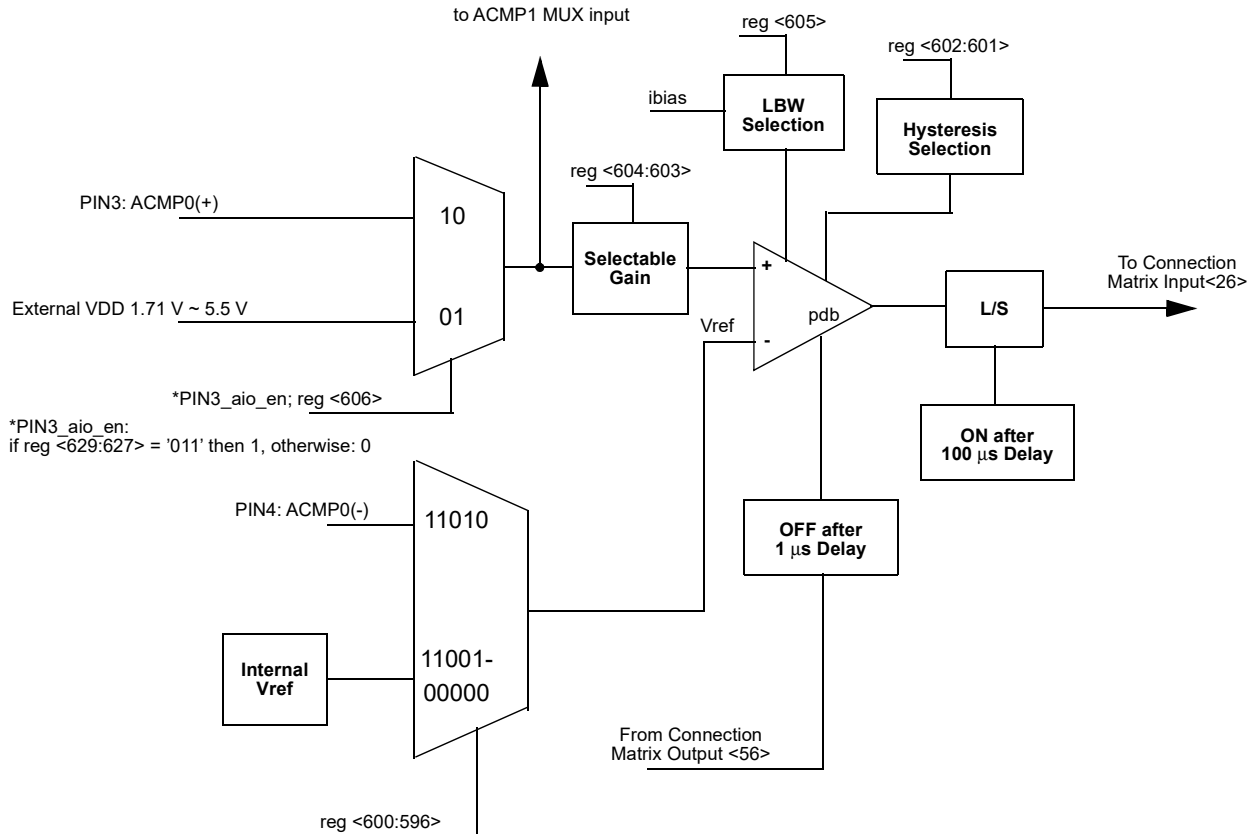 to ACMP1 MUX input
reg <605>
reg <602:601>
ibias
LBW
Selection
Hysteresis
Selection
reg <604:603>
PIN3: ACMP0(+)
10
Selectable
Gain
+
To Connection
Matrix Input<26>
External VDD 1.71 V ~ 5.5 V
01
Vref
pdb
-
L/S
*PIN3_aio_en; reg <606>
*PIN3_aio_en:
if reg <629:627> = '011' then 1, otherwise: 0
ON after
100 μs Delay
PIN4: ACMP0(-)
11010
OFF after
1 μs Delay
Internal
Vref
11001-
00000
From Connection
Matrix Output <56>
reg <600:596>